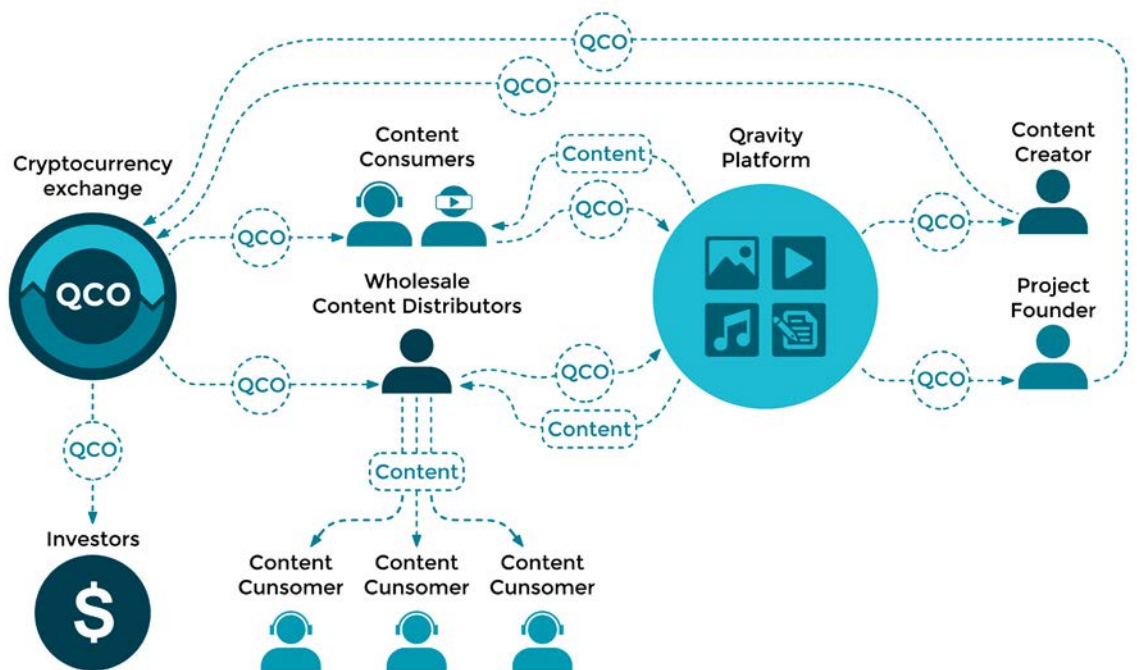 QCO
QCO
Content
Consumers
Content
Qravity
Platform
Content
Creator
Cryptocurrency
exchange
QCO
QCO
QCO
QCO
Wholesale
Content Distributors
Project
Founder
QCO
QCO
QCO
QCO
Content
QCO
Content
Investors
$
Content
Cunsomer
Content
Cunsomer
Content
Cunsomer